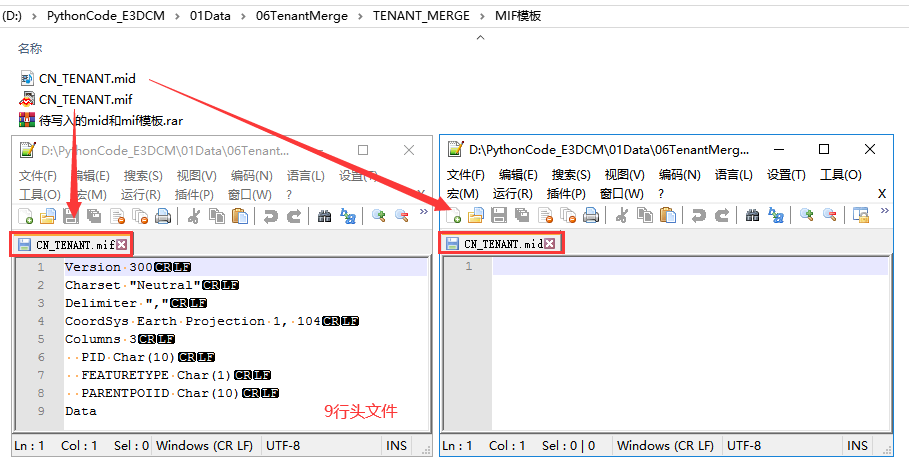 (D:) > PythonCode_E3DCM > 01Data > 06TenantMerge > TENANT_MERGE > MIF模板
名称
CN_TENANT.mid
CN_TENANT.mif
待写入的mid和mif模板.rar
D:\PythonCode_E3DCM\01Data\06Tenant...
文件(F) 编辑(E) 搜索(S) 视图(V) 编码(N) 语言(L) 设置(T)
工具(O) 宏(M) 运行(R) 插件(P) 窗口(W) ? X
CN_TENANT.mif
1 Version 300CRLF
2 Charset "Neutral"CRLF
3 Delimiter ","CRLF
4 CoordSys Earth Projection 1, 104CRLF
5 Columns 3CRLF
6 PID Char(10)CRLF
7 FEATURETYPE Char(1)CRLF
8 PARENTPOIID Char(10)CRLF
9 Data
9行头文件
Ln : 1 Col : 1 Sel : 0 Windows (CR LF) UTF-8 INS
D:\PythonCode_E3DCM\01Data\06TenantMerg...
文件(F) 编辑(E) 搜索(S) 视图(V) 编码(N) 语言(L) 设置(T) 工具(O)
宏(M) 运行(R) 插件(P) 窗口(W) ? X
CN_TENANT.mid
1
Ln : 1 Col : 1 Sel : 0 | 0 Windows (CR LF) UTF-8 INS